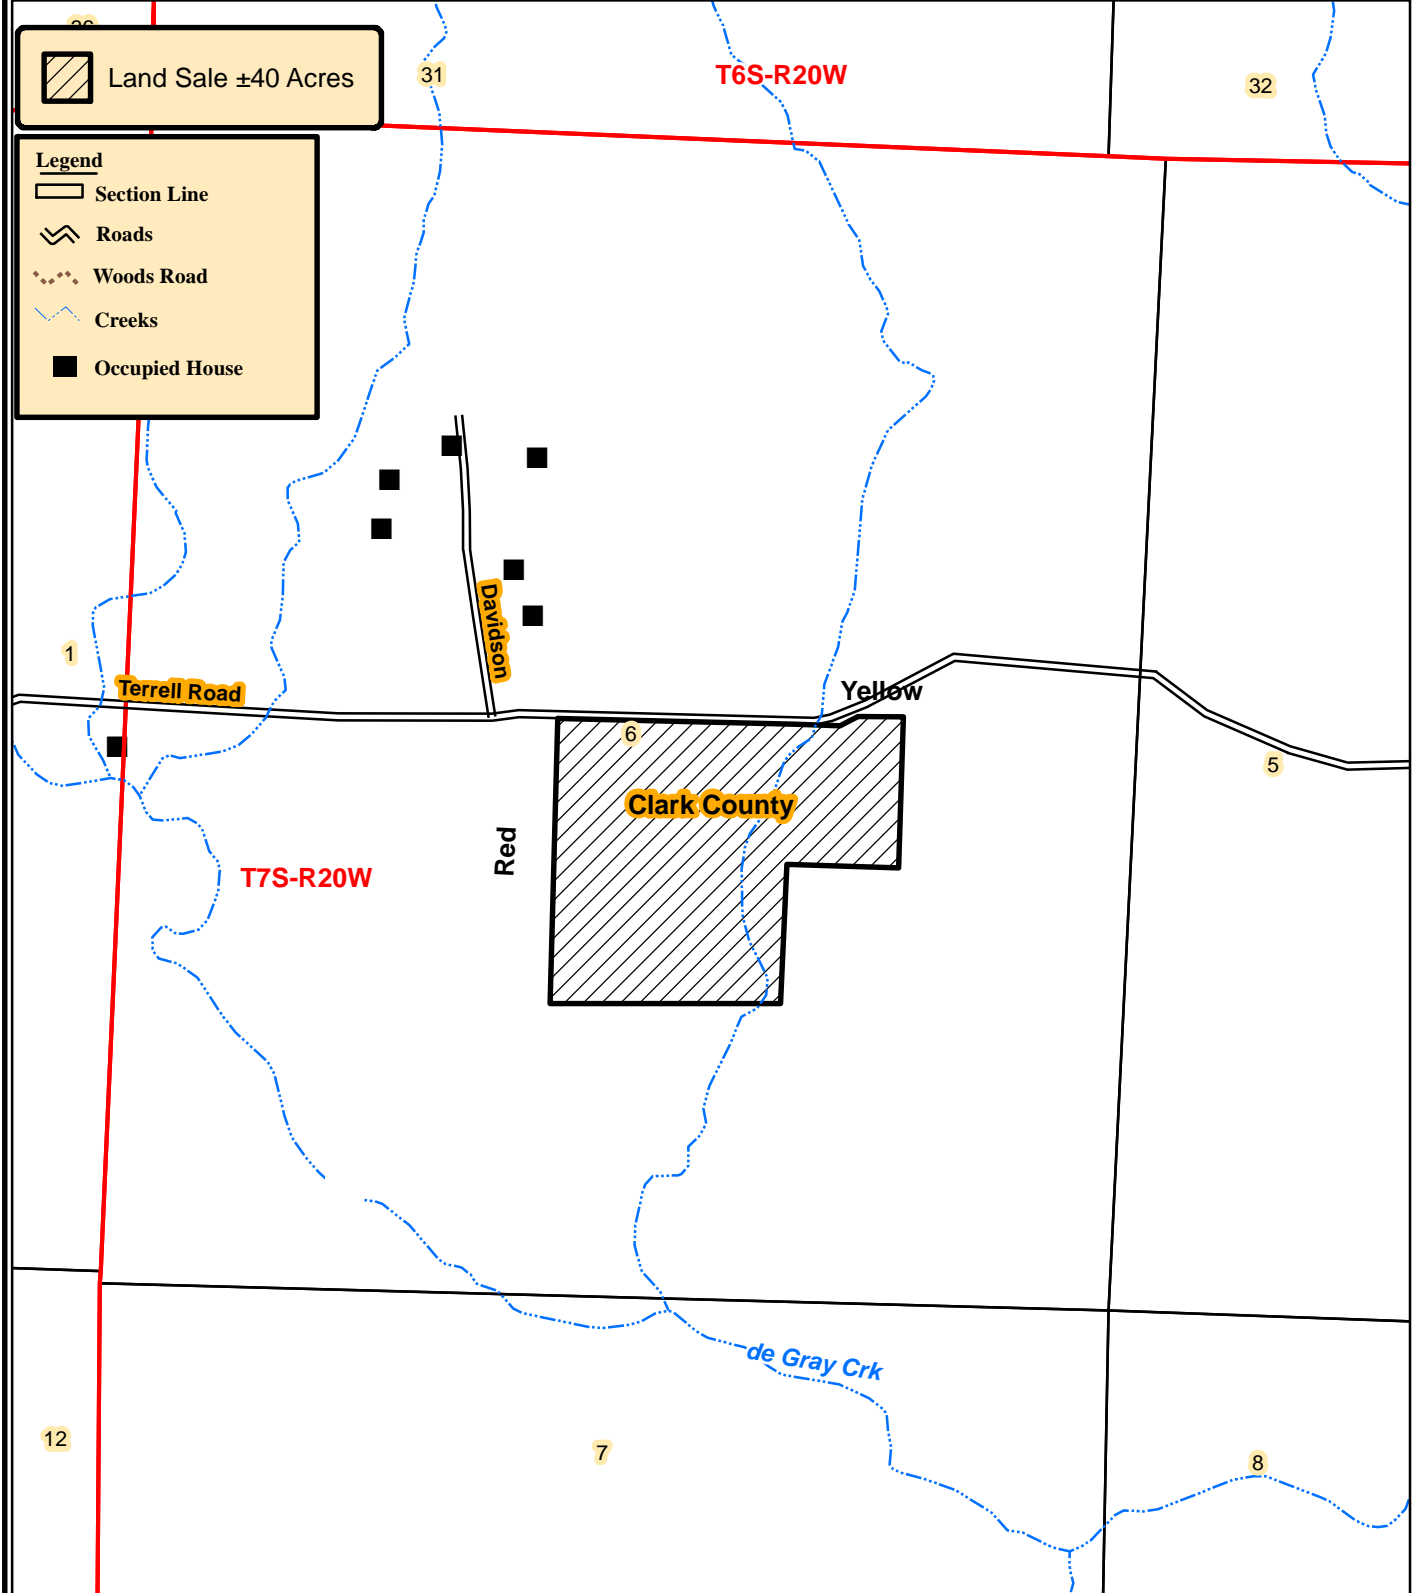 31
T6S-R20W
32
Land Sale ±40 Acres
Legend
Section Line
Roads
Woods Road
Creeks
Occupied House
Davidson
1
Terrell Road
Yellow
6
5
Clark County
Red
T7S-R20W
de Gray Crk
12
7
8